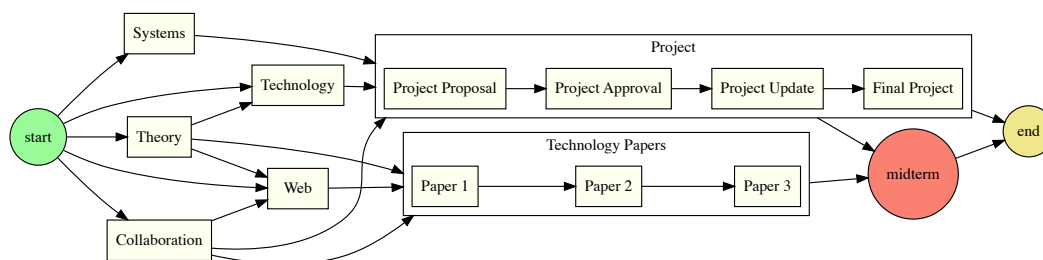 Systems
Project
Technology
Project Proposal
Project Approval
Project Update
Final Project
start
Theory
end
Technology Papers
Web
Paper 1
Paper 2
Paper 3
midterm
Collaboration